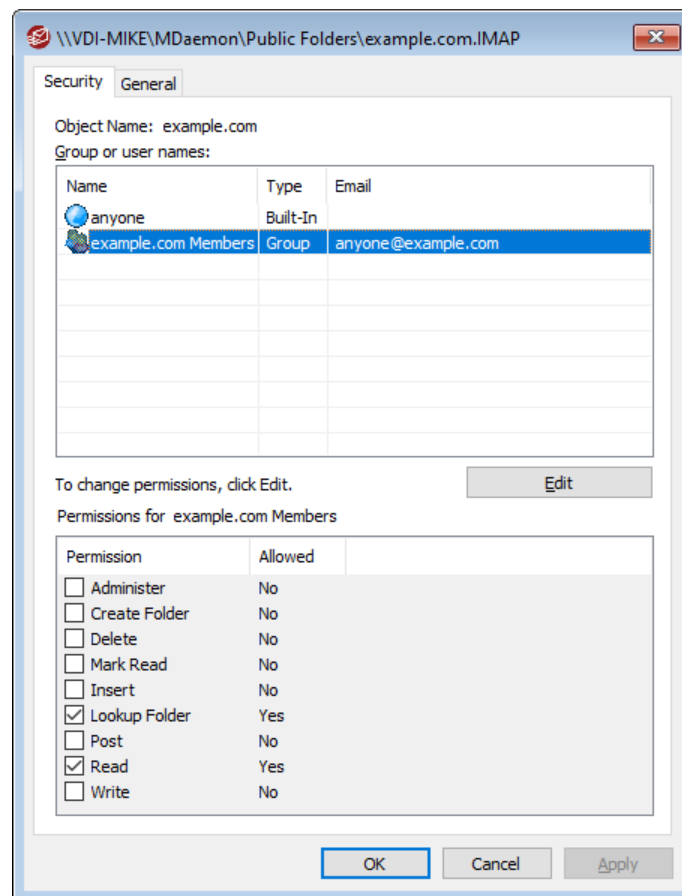 \\VDI-MIKE\MDaemon\Public Folders\example.com.IMAP
Security General
Object Name: example.com
Group or user names:
Name Type Email
anyone Built-In
example.com Members Group anyone@example.com
To change permissions, click Edit. Edit
Permissions for example.com Members
Permission Allowed
Administer No
Create Folder No
Delete No
Mark Read No
Insert No
Lookup Folder Yes
Post No
Read Yes
Write No
OK Cancel Apply